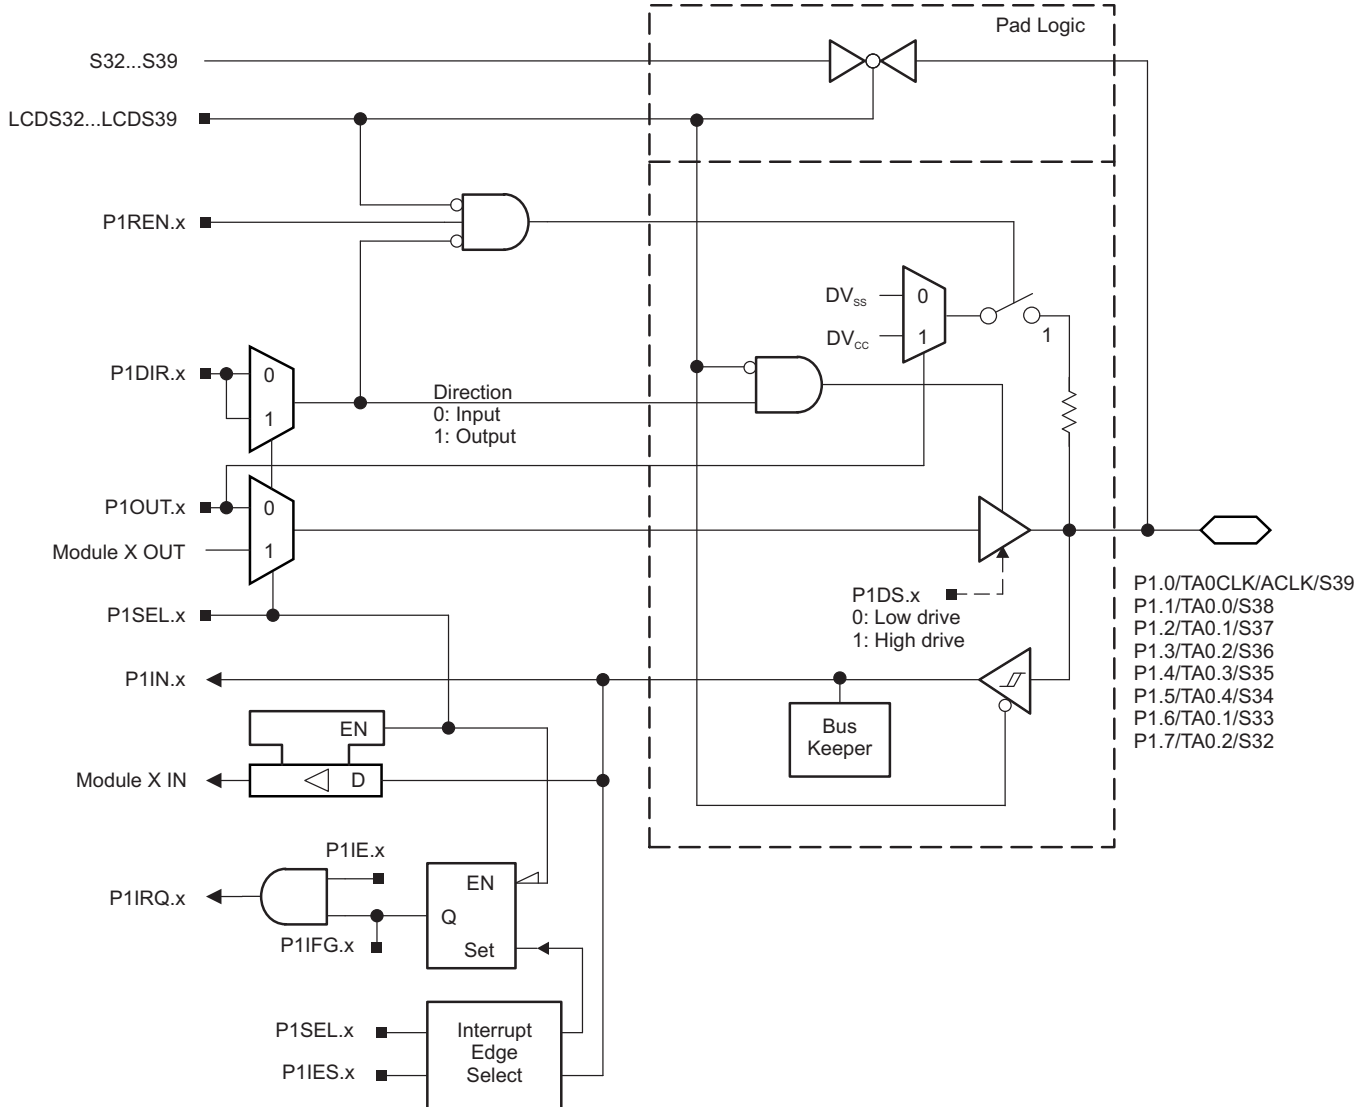 Pad Logic
S32...S39
LCDS32...LCDS39
P1REN.x
DVSS
0
DVCC
1
1
P1DIR.x
0
1
Direction
0: Input
1: Output
P1OUT.x
0
Module X OUT
1
P1SEL.x
P1DS.x
0: Low drive
1: High drive
P1.0/TA0CLK/ACLK/S39
P1.1/TA0.0/S38
P1.2/TA0.1/S37
P1.3/TA0.2/S36
P1.4/TA0.3/S35
P1.5/TA0.4/S34
P1.6/TA0.1/S33
P1.7/TA0.2/S32
P1IN.x
Bus
Keeper
EN
Module X IN
D
P1IE.x
P1IRQ.x
EN
Q
P1IFG.x
Set
P1SEL.x
P1IES.x
Interrupt
Edge
Select